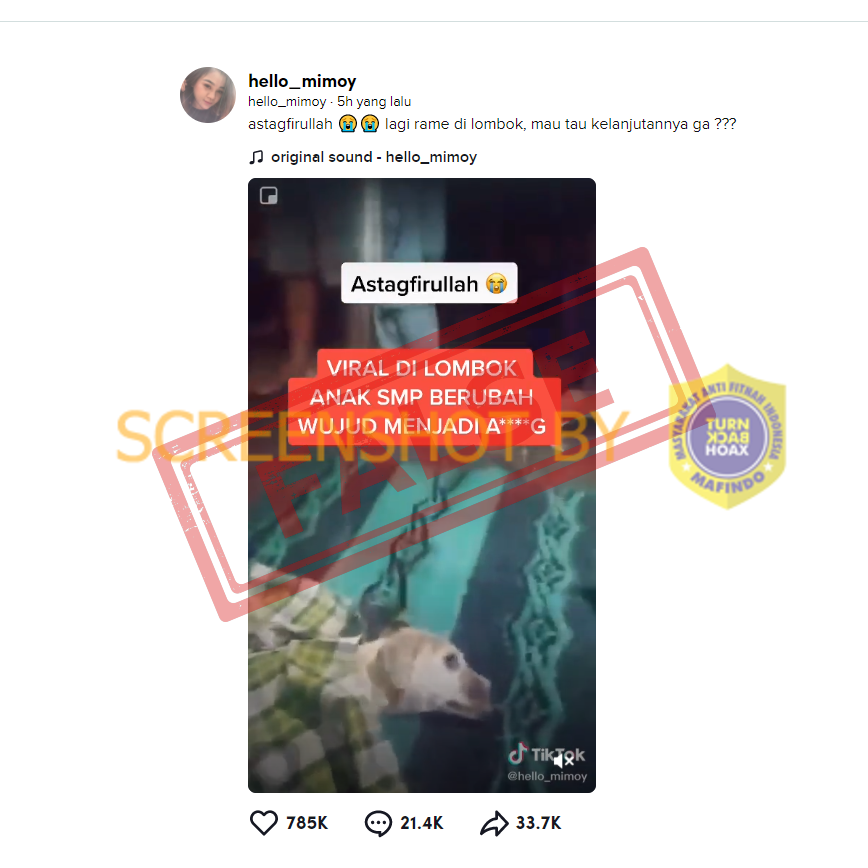 hello_mimoy
hello_mimoy · 5h yang lalu
astagfirullah 😭😭 lagi rame di lombok, mau tau kelanjutannya ga ???
original sound - hello_mimoy
Astagfirullah 😭
VIRAL DI LOMBOK
ANAK SMP BERUBAH
WUJUD MENJADI A****G
SCREENSHOT BY
FALSE
MASYARAKAT ANTI FITNAH INDONESIA
TURN
BACK
HOAX
MAFINDO
TikTok
@hello_mimoy
785K
21.4K
33.7K